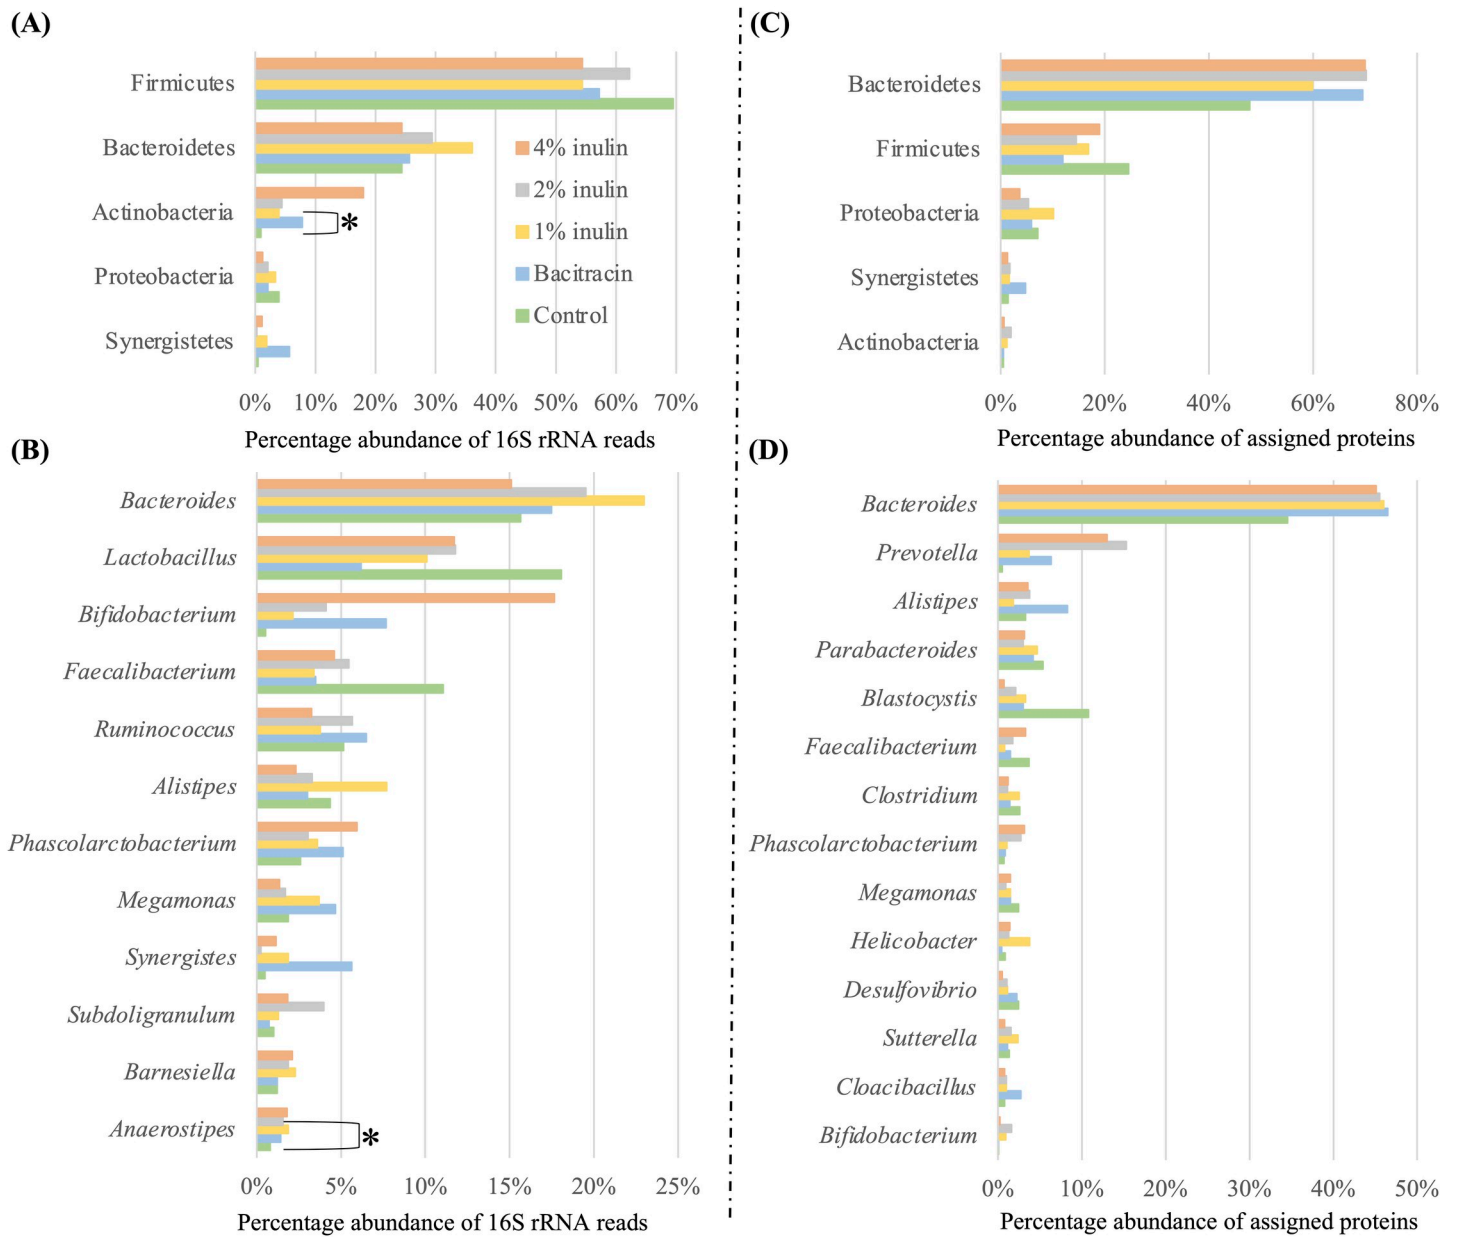 (A)
Firmicutes
Bacteroidetes
Actinobacteria
*
Proteobacteria
Synergistetes
4% inulin
2% inulin
1% inulin
Bacitracin
Control
0% 10% 20% 30% 40% 50% 60% 70%
Percentage abundance of 16S rRNA reads
(B)
Bacteroides
Lactobacillus
Bifidobacterium
Faecalibacterium
Ruminococcus
Alistipes
Phascolarctobacterium
Megamonas
Synergistes
Subdoligranulum
Barnesiella
Anaerostipes
*
0% 5% 10% 15% 20% 25%
Percentage abundance of 16S rRNA reads
(C)
Bacteroidetes
Firmicutes
Proteobacteria
Synergistetes
Actinobacteria
0% 20% 40% 60% 80%
Percentage abundance of assigned proteins
(D)
Bacteroides
Prevotella
Alistipes
Parabacteroides
Blastocystis
Faecalibacterium
Clostridium
Phascolarctobacterium
Megamonas
Helicobacter
Desulfovibrio
Sutterella
Cloacibacillus
Bifidobacterium
0% 10% 20% 30% 40% 50%
Percentage abundance of assigned proteins